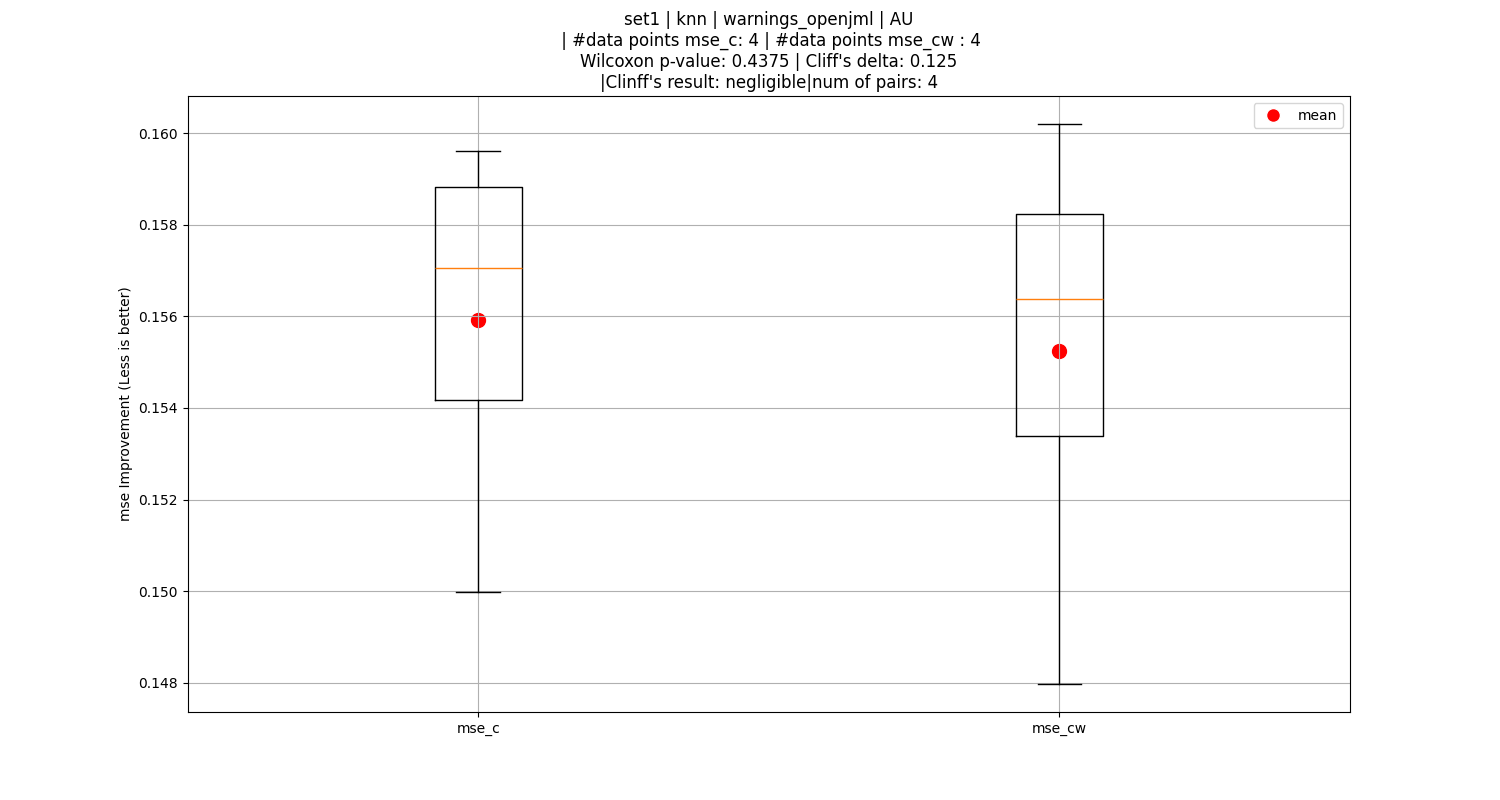 set1 | knn | warnings_openjml | AU
| #data points mse_c: 4 | #data points mse_cw : 4
Wilcoxon p-value: 0.4375 | Cliff's delta: 0.125
|Clinff's result: negligible|num of pairs: 4
mean
0.160
0.158
0.156
0.154
0.152
0.150
0.148
mse Improvement (Less is better)
mse_c
mse_cw